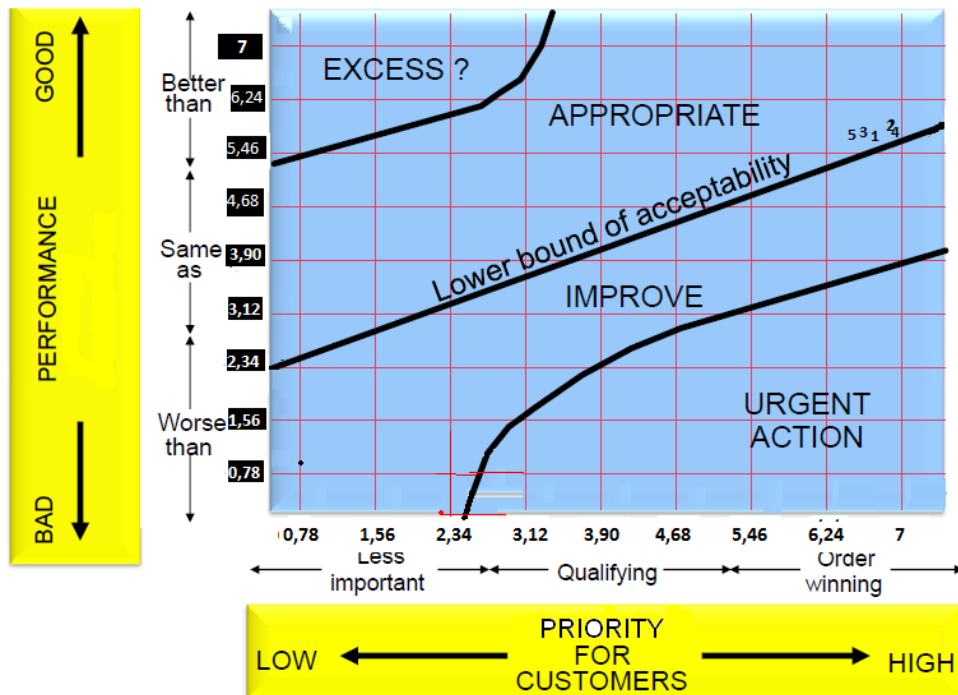 GOOD
PERFORMANCE
BAD
Better
than
Same
as
Worse
than
7
6,24
5,46
4,68
3,90
3,12
2,34
1,56
0,78
EXCESS ?
APPROPRIATE
5 3 1 2 4
Lower bound of acceptability
IMPROVE
URGENT
ACTION
0,78 1,56 2,34 3,12 3,90 4,68 5,46 6,24 7
Less
important
Qualifying
Order
winning
LOW
PRIORITY
FOR
CUSTOMERS
HIGH